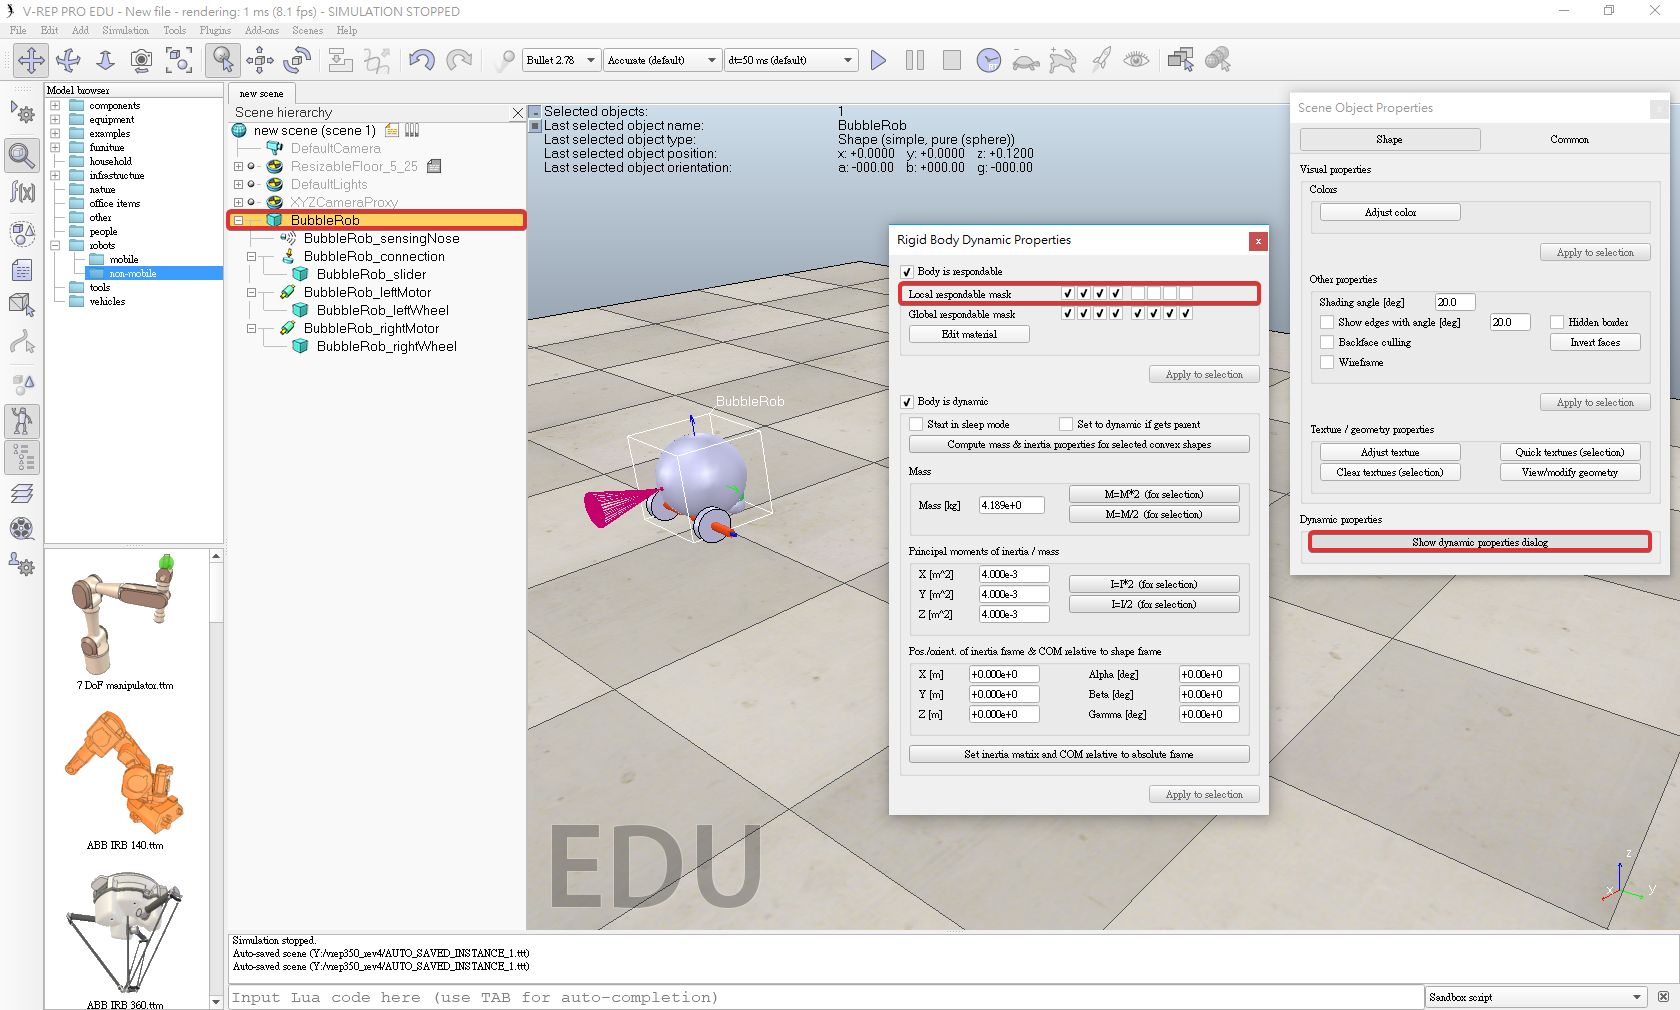 V-REP PRO EDU - New file - rendering: 1 ms (8.1 fps) - SIMULATION STOPPED
File Edit Add Simulation Tools Plugins Add-ons Scenes Help
Bullet 2.78 Accurate (default) dt=50 ms (default)
Model browser
components
equipment
examples
furniture
household
infrastructure
nature
office items
other
people
robots
mobile
non-mobile
tools
vehicles
7 DoF manipulator.ttm
ABB IRB 140.ttm
ABB IRB 360.ttm
new scene
Scene hierarchy
new scene (scene 1)
DefaultCamera
ResizableFloor_5_25
DefaultLights
XYZCameraProxy
BubbleRob
BubbleRob_sensingNose
BubbleRob_connection
BubbleRob_slider
BubbleRob_leftMotor
BubbleRob_leftWheel
BubbleRob_rightMotor
BubbleRob_rightWheel
Selected objects: 1
Last selected object name: BubbleRob
Last selected object type: Shape (simple, pure (sphere))
Last selected object position: x: +0.0000 y: +0.0000 z: +0.1200
Last selected object orientation: a: -000.00 b: +000.00 g: -000.00
BubbleRob
EDU
z
x y
Rigid Body Dynamic Properties
x
Body is respondable
Local respondable mask
Global respondable mask
Edit material
Apply to selection
Body is dynamic
Start in sleep mode Set to dynamic if gets parent
Compute mass & inertia properties for selected convex shapes
Mass
Mass [kg] 4.189e+0
M=M*2 (for selection)
M=M/2 (for selection)
Principal moments of inertia / mass
X [m^2] 4.000e-3
Y [m^2] 4.000e-3
Z [m^2] 4.000e-3
I=I*2 (for selection)
I=I/2 (for selection)
Pos./orient. of inertia frame & COM relative to shape frame
X [m] +0.000e+0 Alpha [deg] +0.00e+0
Y [m] +0.000e+0 Beta [deg] +0.00e+0
Z [m] +0.000e+0 Gamma [deg] +0.00e+0
Set inertia matrix and COM relative to absolute frame
Apply to selection
Scene Object Properties
x
Shape Common
Visual properties
Colors
Adjust color
Apply to selection
Other properties
Shading angle [deg] 20.0
Show edges with angle [deg] 20.0 Hidden border
Backface culling Invert faces
Wireframe
Apply to selection
Texture / geometry properties
Adjust texture Quick textures (selection)
Clear textures (selection) View/modify geometry
Dynamic properties
Show dynamic properties dialog
Simulation stopped.
Auto-saved scene (Y:/vrep350_rev4/AUTO_SAVED_INSTANCE_1.ttt)
Auto-saved scene (Y:/vrep350_rev4/AUTO_SAVED_INSTANCE_1.ttt)
Input Lua code here (use TAB for auto-completion)
Sandbox script